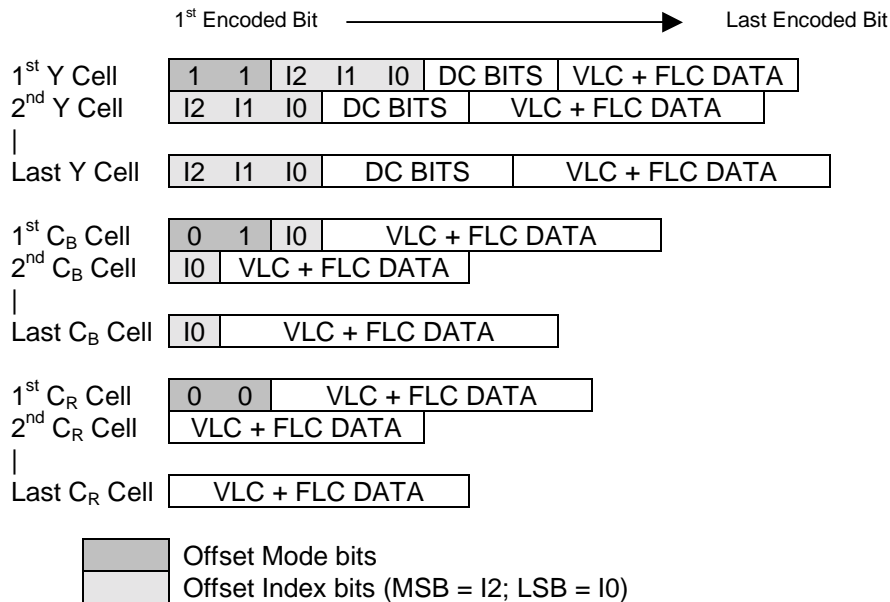 1st Encoded Bit Last Encoded Bit
1st Y Cell 1 1 I2 I1 I0 DC BITS VLC + FLC DATA
2nd Y Cell I2 I1 I0 DC BITS VLC + FLC DATA
|
Last Y Cell I2 I1 I0 DC BITS VLC + FLC DATA
1st CB Cell 0 1 I0 VLC + FLC DATA
2nd CB Cell I0 VLC + FLC DATA
|
Last CB Cell I0 VLC + FLC DATA
1st CR Cell 0 0 VLC + FLC DATA
2nd CR Cell VLC + FLC DATA
|
Last CR Cell VLC + FLC DATA
Offset Mode bits
Offset Index bits (MSB = I2; LSB = I0)